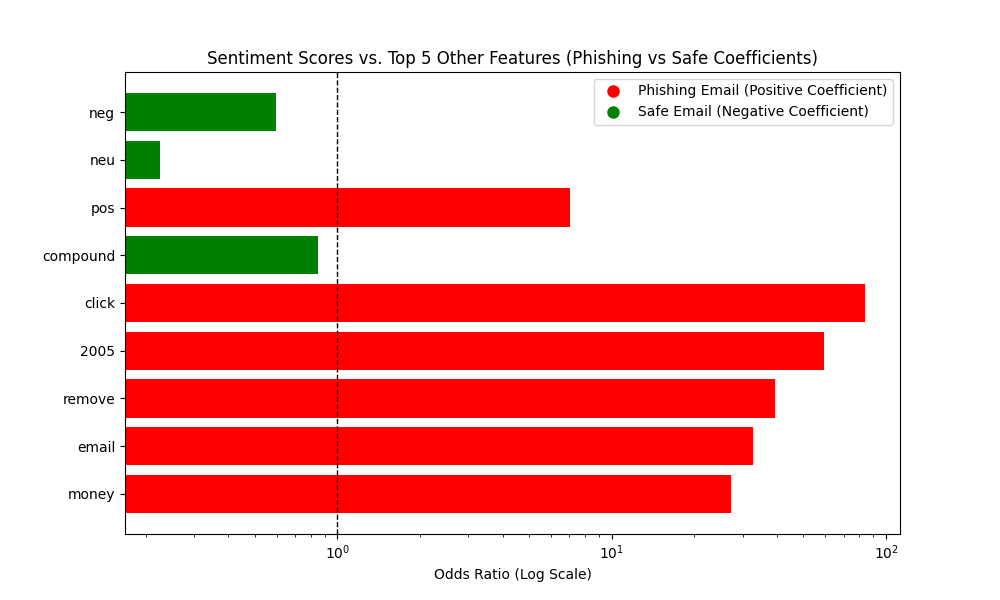 Sentiment Scores vs. Top 5 Other Features (Phishing vs Safe Coefficients)
Phishing Email (Positive Coefficient)
Safe Email (Negative Coefficient)
neg
neu
pos
compound
click
2005
remove
email
money
10⁰
10¹
10²
Odds Ratio (Log Scale)